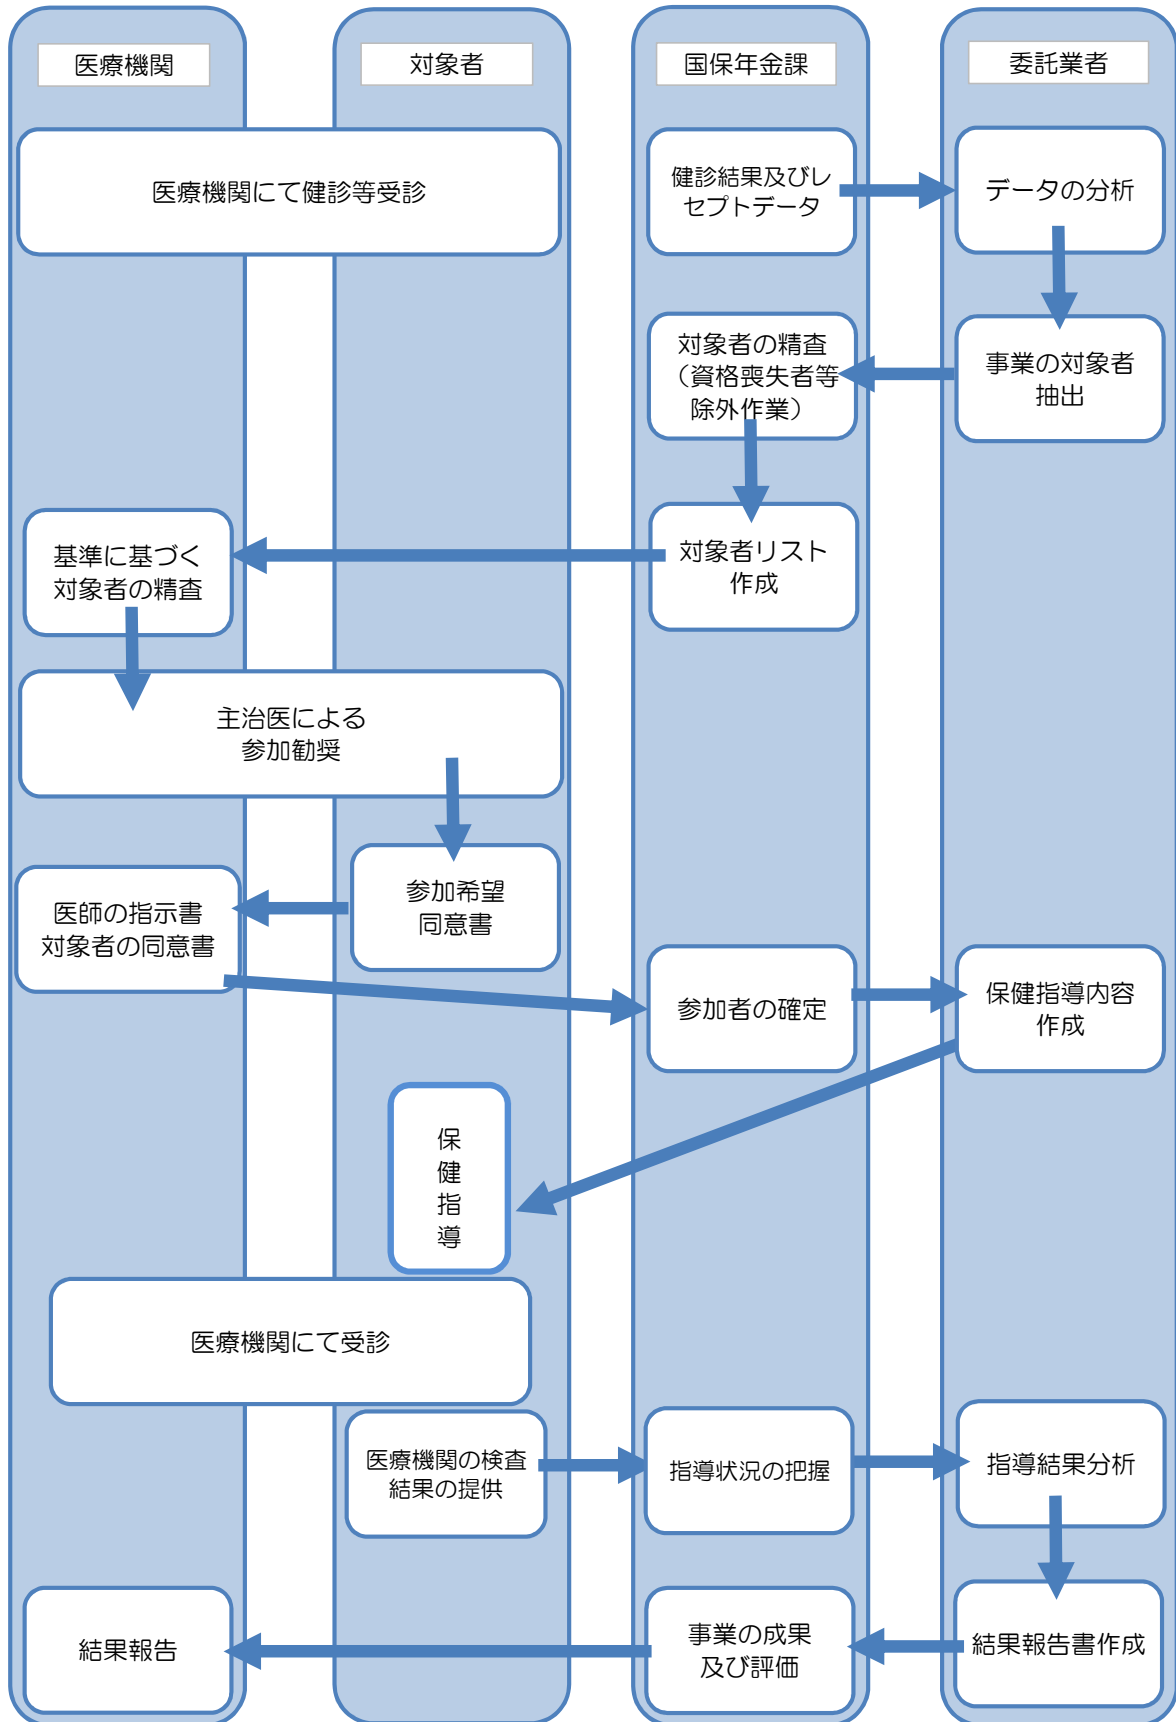 医療機関
対象者
国保年金課
委託業者
医療機関にて健診等受診
健診結果及びレ
セプトデータ
データの分析
対象者の精査
（資格喪失者等
除外作業）
事業の対象者
抽出
基準に基づく
対象者の精査
対象者リスト
作成
主治医による
参加勧奨
医師の指示書
対象者の同意書
参加希望
同意書
参加者の確定
保健指導内容
作成
保
健
指
導
医療機関にて受診
医療機関の検査
結果の提供
指導状況の把握
指導結果分析
結果報告
事業の成果
及び評価
結果報告書作成